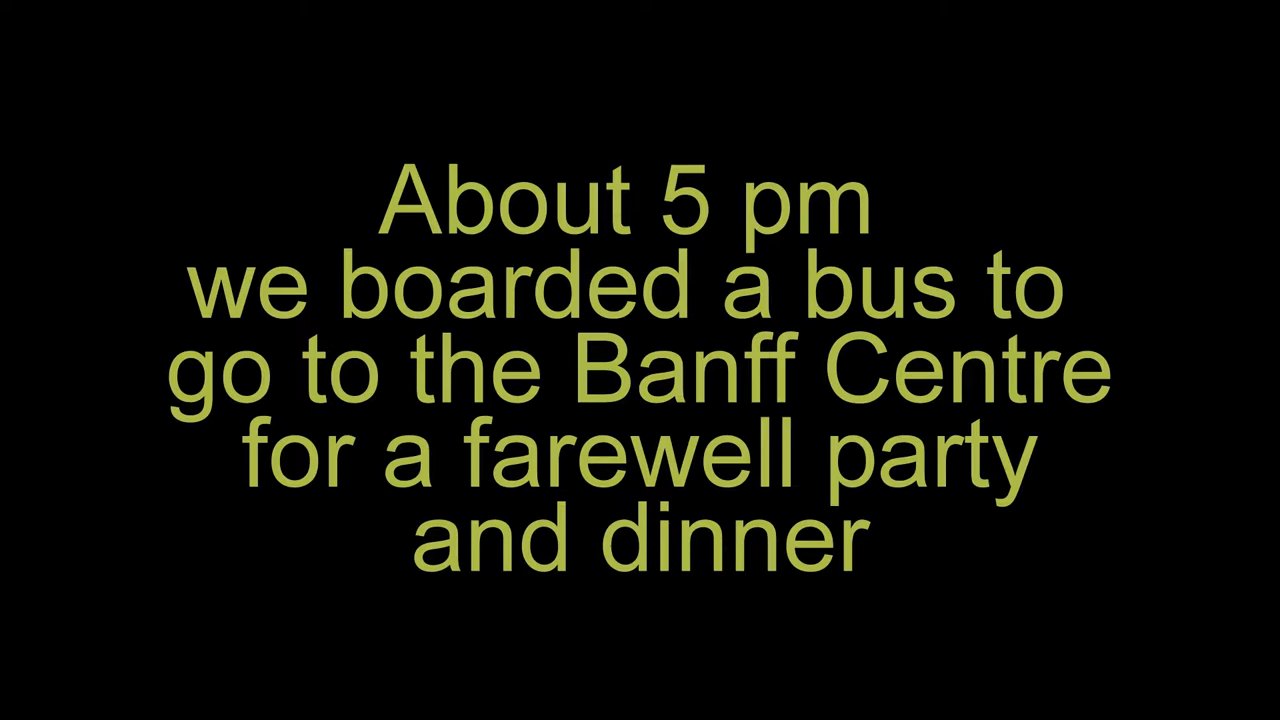 About 5 pm
we boarded a bus to
go to the Banff Centre
for a farewell party
and dinner